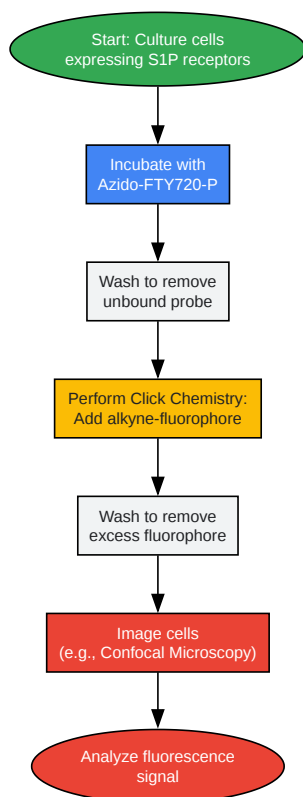 Start: Culture cells
expressing S1P receptors
Incubate with
Azido-FTY720-P
Wash to remove
unbound probe
Perform Click Chemistry:
Add alkyne-fluorophore
Wash to remove
excess fluorophore
Image cells
(e.g., Confocal Microscopy)
Analyze fluorescence
signal